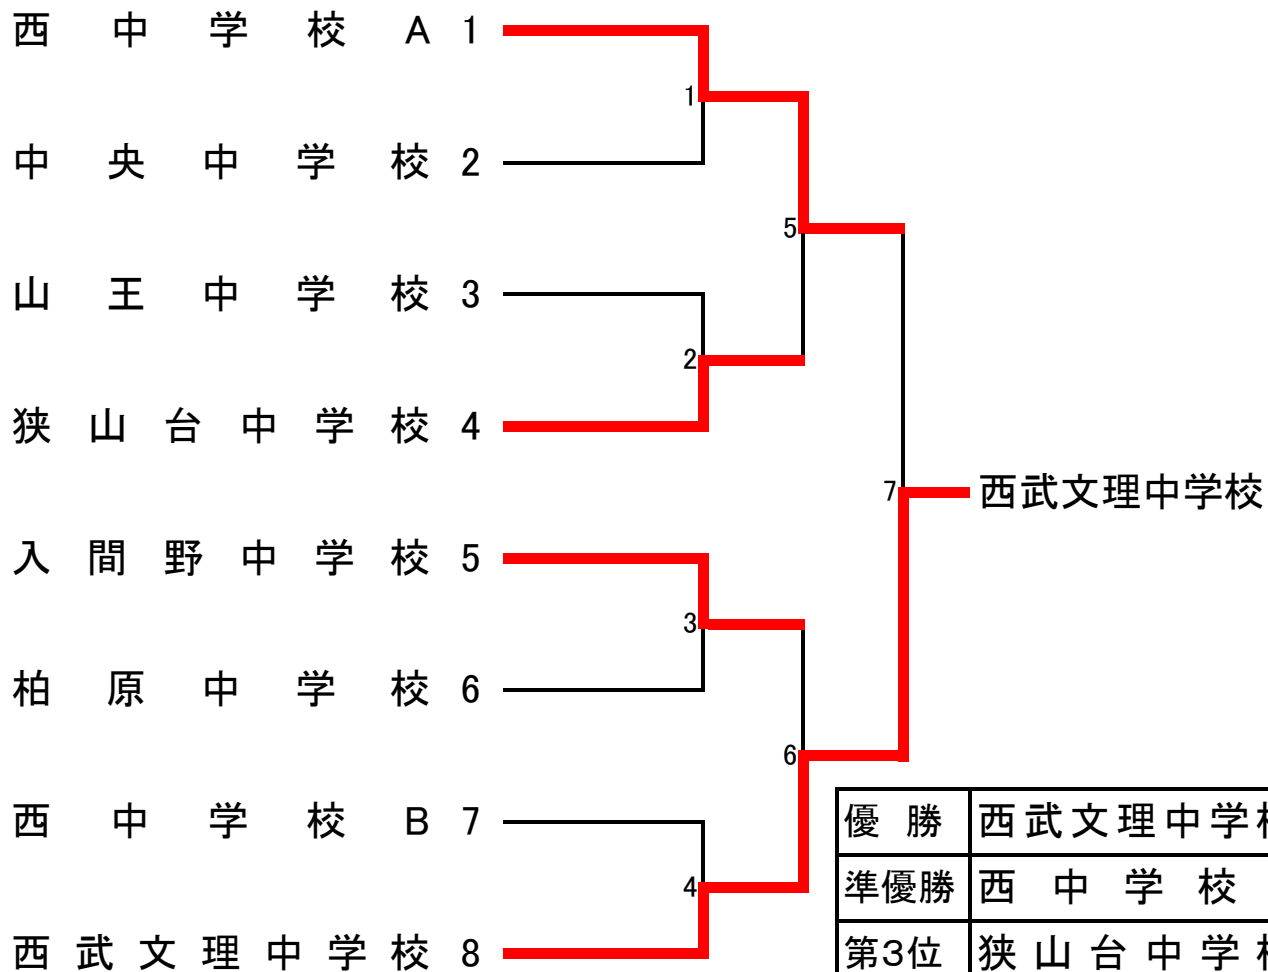 西中学校A 1
1
中央中学校 2
5
山王中学校 3
2
狭山台中学校 4
7 西武文理中学校
入間野中学校 5
3
柏原中学校 6
6
西中学校B 7
優勝 西武文理中学
4
準優勝 西中学校
西武文理中学校 8
第3位 狭山台中学